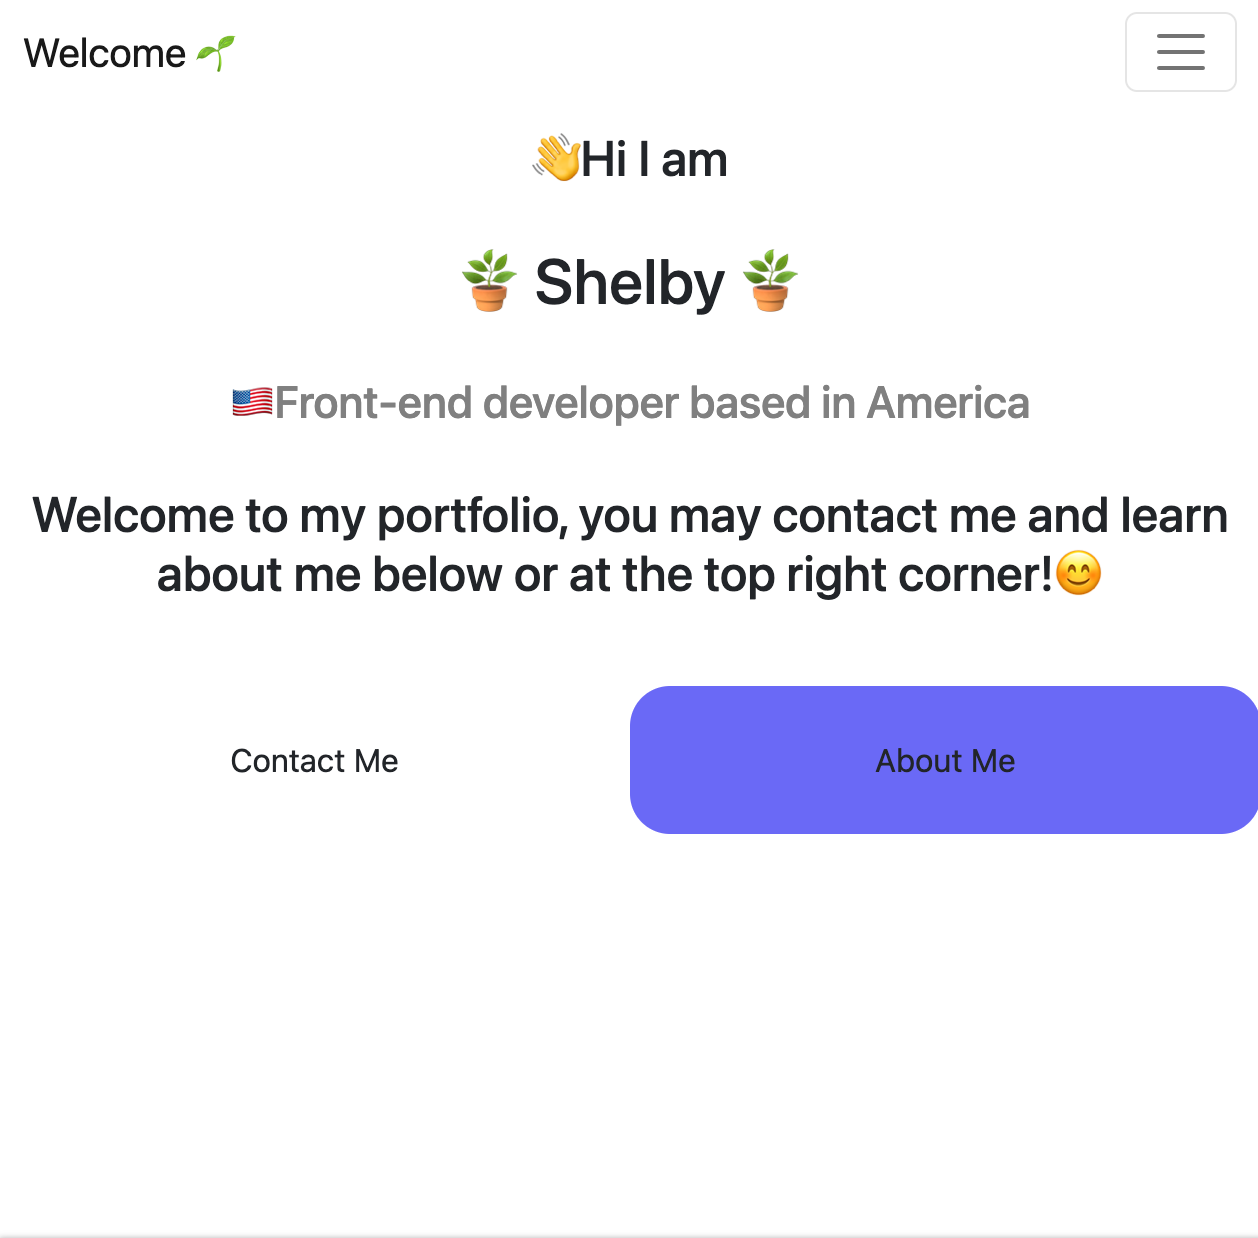 Welcome 🌱
👋Hi I am
🪴 Shelby 🪴
🇺🇸Front-end developer based in America
Welcome to my portfolio, you may contact me and learn
about me below or at the top right corner!😊
Contact Me
About Me